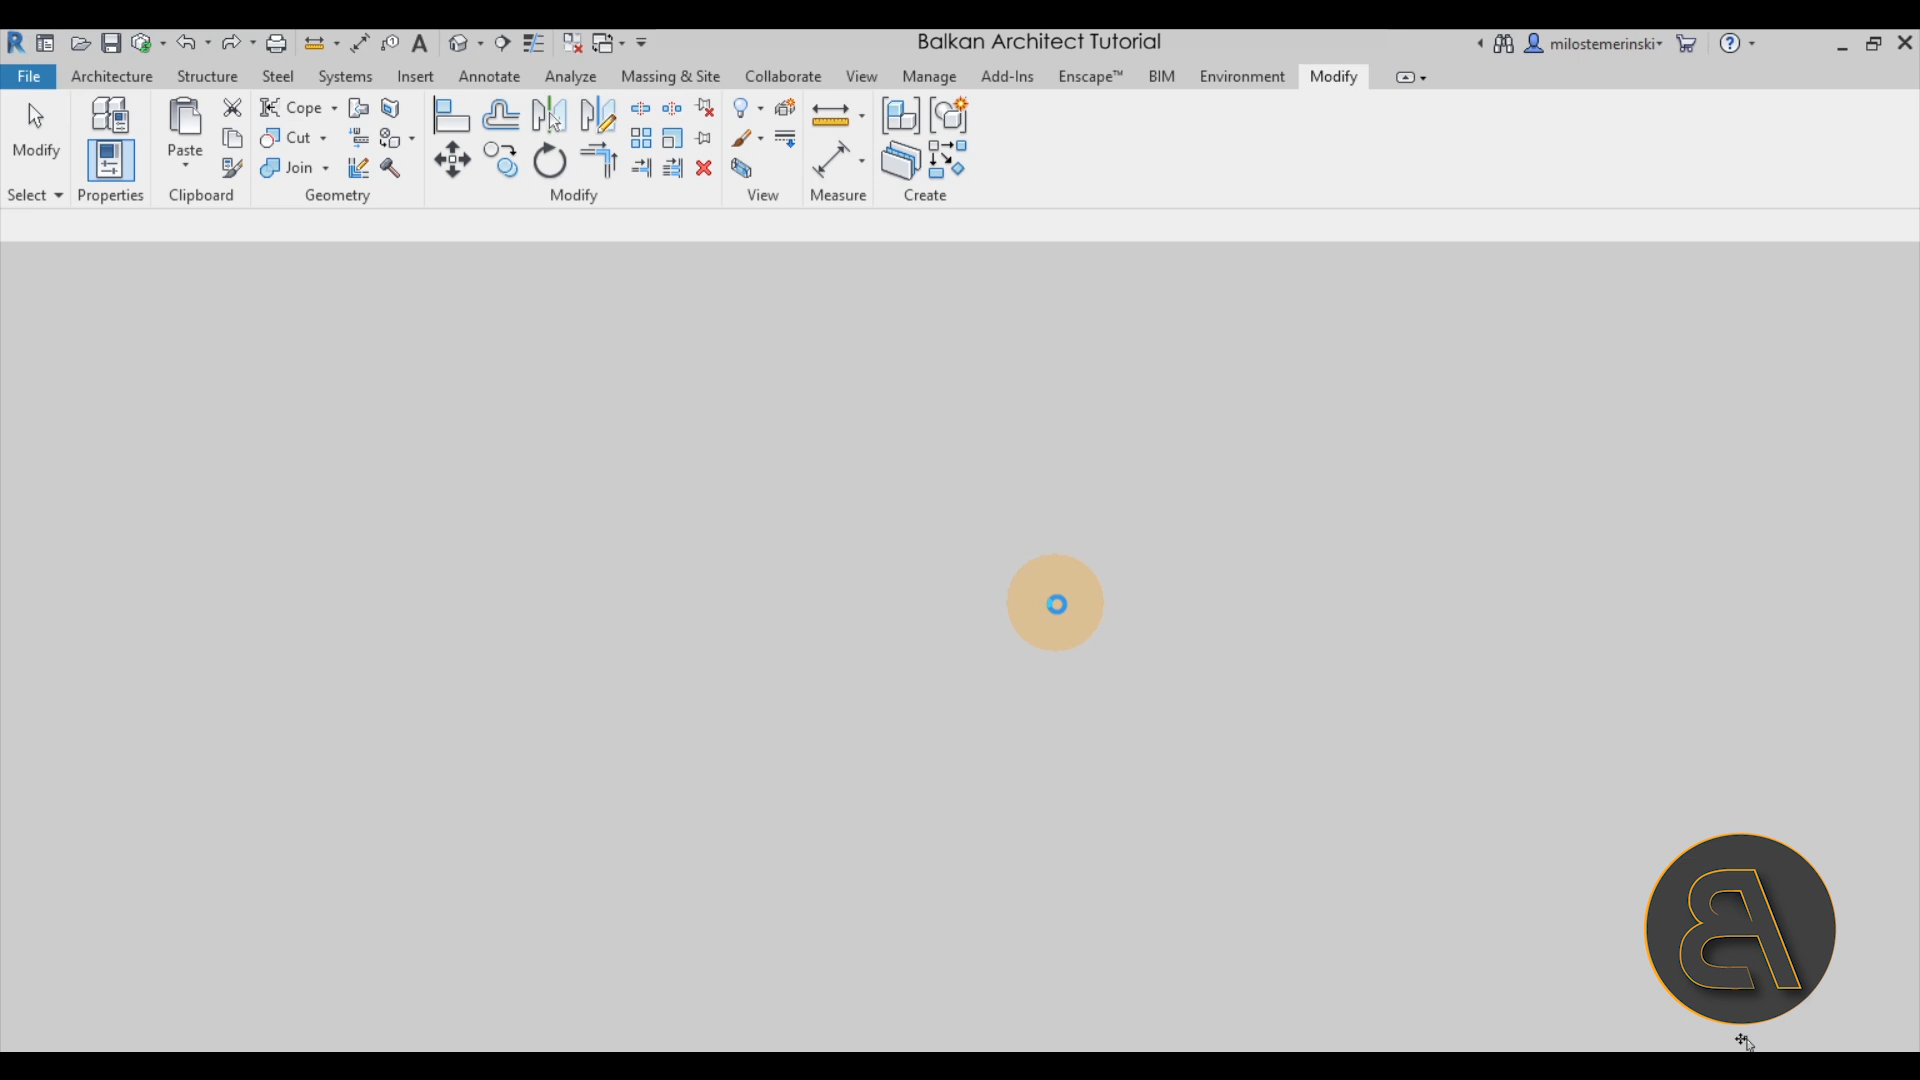 Balkan Architect Tutorial
milostemerinski
File Architecture Structure Steel Systems Insert Annotate Analyze Massing & Site Collaborate View Manage Add-Ins Enscape™ BIM Environment Modify
Cope
Cut
Modify Paste
Join
Select Properties Clipboard Geometry Modify View Measure Create